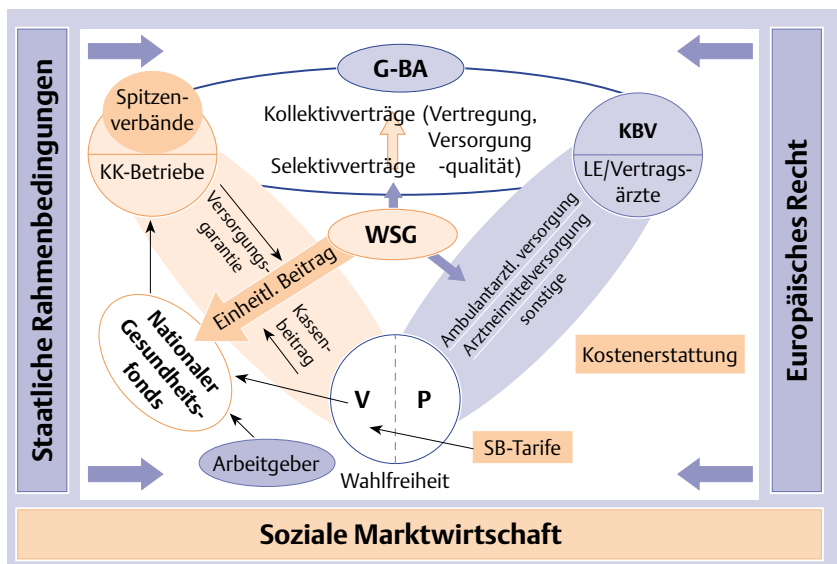 Staatliche Rahmenbedingungen
G-BA
Spitzen-
verbände
KK-Betriebe
Kollektivverträge (Vertregung,
Versorgung
Selektivverträge -qualität)
KBV
LE/Vertrags-
ärzte
Europäisches Recht
WSG
Versorgungs-
garantie
Einheitl. Beitrag
Kassen-
beitrag
Ambulantarztl. versorgung
Arztneimittelversorgung
sonstige
Nationaler
Gesundheits-
fonds
V P
Kostenerstattung
SB-Tarife
Arbeitgeber
Wahlfreiheit
Soziale Marktwirtschaft